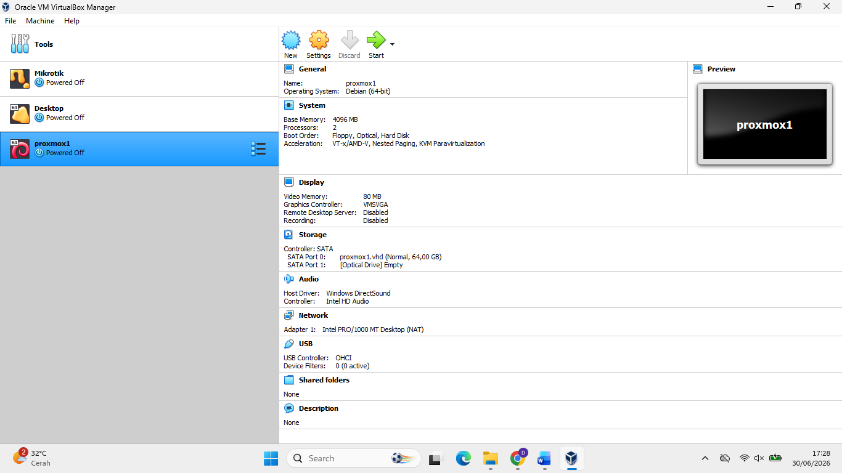 Oracle VM VirtualBox Manager
File Machine Help
Tools
New Settings Discard Start
Mikrotik
Powered Off
Desktop
Powered Off
proxmox1
Powered Off
General
Name: proxmox1
Operating System: Debian (64-bit)
System
Base Memory: 4096 MB
Processors: 2
Boot Order: Floppy, Optical, Hard Disk
Acceleration: VT-x/AMD-V, Nested Paging, KVM Paravirtualization
Preview
proxmox1
Display
Video Memory: 80 MB
Graphics Controller: VMSVGA
Remote Desktop Server: Disabled
Recording: Disabled
Storage
Controller: SATA
SATA Port 0: proxmox1.vhd (Normal, 64,00 GB)
SATA Port 1: [Optical Drive] Empty
Audio
Host Driver: Windows DirectSound
Controller: Intel HD Audio
Network
Adapter 1: Intel PRO/1000 MT Desktop (NAT)
USB
USB Controller: OHCI
Device Filters: 0 (0 active)
Shared folders
None
Description
None
2
32°C
Cerah
Search
D
17:28
30/06/2026